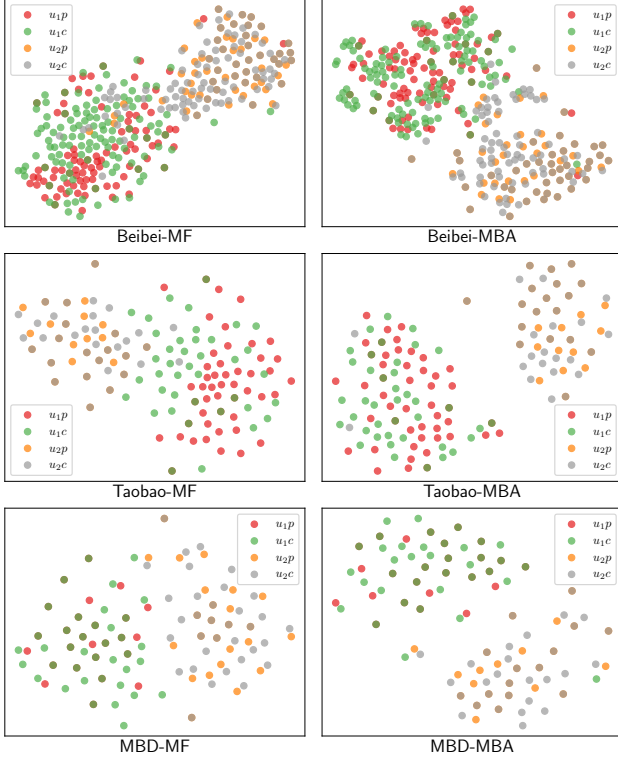 u₁p
u₁c
u₂p
u₂c
Beibei-MF
u₁p
u₁c
u₂p
u₂c
Beibei-MBA
u₁p
u₁c
u₂p
u₂c
Taobao-MF
u₁p
u₁c
u₂p
u₂c
Taobao-MBA
u₁p
u₁c
u₂p
u₂c
MBD-MF
u₁p
u₁c
u₂p
u₂c
MBD-MBA